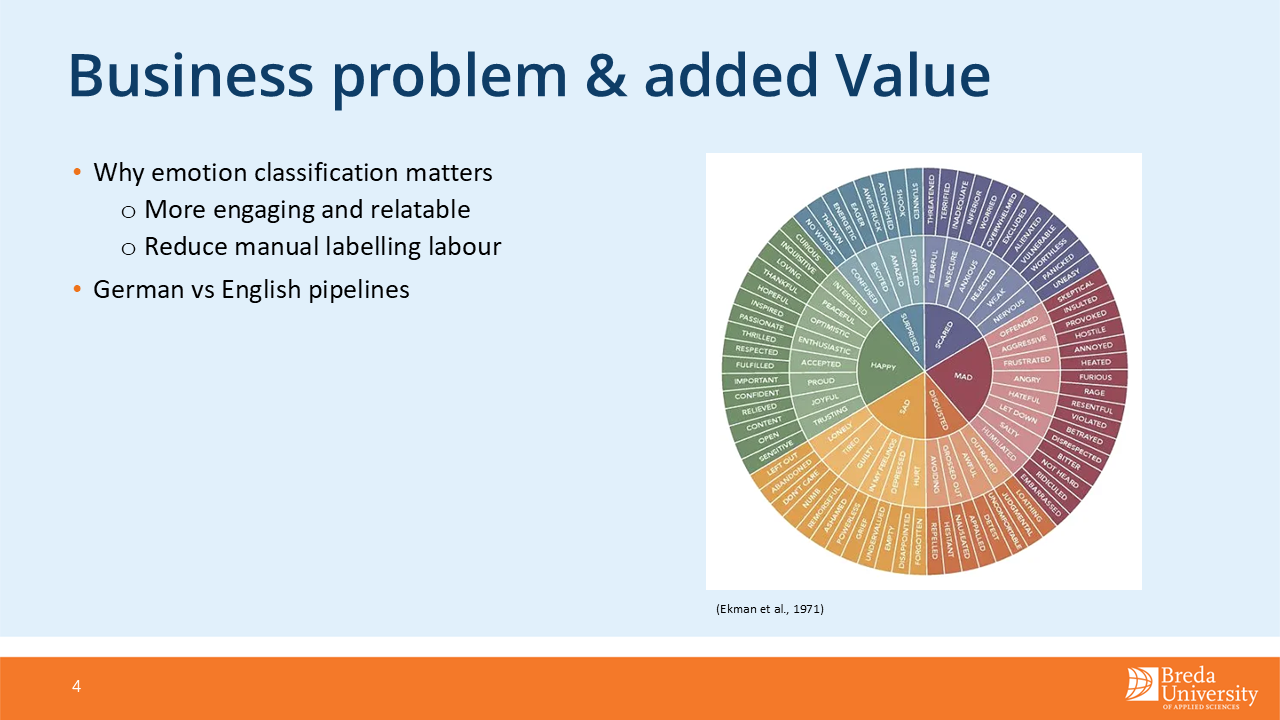 Business problem & added Value
• Why emotion classification matters
o More engaging and relatable
o Reduce manual labelling labour
• German vs English pipelines
SURPRISED
SCARED
MAD
DISGUSTED
SAD
HAPPY
CONFUSED
EXCITED
AMAZED
STARTLED
FEARFUL
INSECURE
ANXIOUS
REJECTED
WEAK
NERVOUS
OFFENDED
AGGRESSIVE
FRUSTRATED
ANGRY
HATEFUL
LET DOWN
SALTY
HUMILIATED
OUTRAGED
AWFUL
GROSSED OUT
AVOIDING
HURT
DEPRESSED
IN MY FEELINGS
GUILTY
TIRED
LONELY
TRUSTING
JOYFUL
PROUD
ACCEPTED
ENTHUSIASTIC
OPTIMISTIC
PEACEFUL
INTERESTED
NO WORDS
THROWN
ENERGETIC
EAGER
AWESTRUCK
ASTONISHED
SHOOK
STUNNED
THREATENED
TERRIFIED
INADEQUATE
INFERIOR
WORRIED
OVERWHELMED
EXCLUDED
ALIENATED
VULNERABLE
WORTHLESS
PANICKED
UNEASY
SKEPTICAL
INSULTED
PROVOKED
HOSTILE
ANNOYED
HEATED
FURIOUS
RAGE
RESENTFUL
VIOLATED
BETRAYED
DISRESPECTED
BITTER
NOT HEARD
RIDICULED
EMBARRASSED
LOATHING
JUDGMENTAL
UNCOMFORTABLE
DETEST
APPALLED
NAUSEATED
HESITANT
REPELLED
FORGOTTEN
DISAPPOINTED
EMPTY
UNDERVALUED
GRIEF
POWERLESS
ASHAMED
REMORSEFUL
NUMB
DON'T CARE
ABANDONED
LEFT OUT
SENSITIVE
OPEN
CONTENT
RELIEVED
CONFIDENT
IMPORTANT
FULFILLED
RESPECTED
THRILLED
PASSIONATE
INSPIRED
HOPEFUL
THANKFUL
LOVING
INQUISITIVE
CURIOUS
(Ekman et al., 1971)
4
Breda
University
OF APPLIED SCIENCES